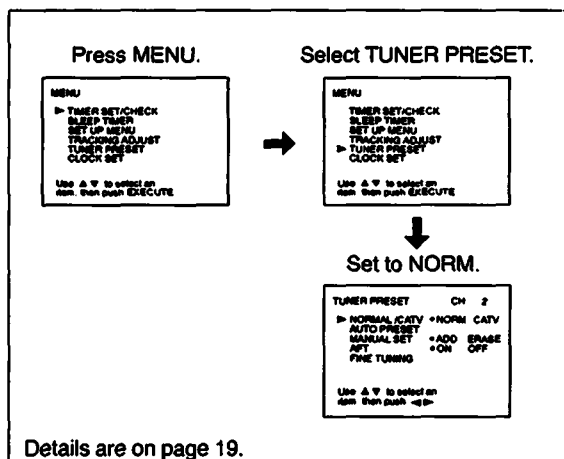 Press MENU.
MENU
▶ TIMER SET/CHECK
SLEEP TIMER
SET UP MENU
TRACKING ADJUST
TUNER PRESET
CLOCK SET
Use △ ▽ to select an
item, then push EXECUTE
Select TUNER PRESET.
MENU
TIMER SET/CHECK
SLEEP TIMER
SET UP MENU
TRACKING ADJUST
▶ TUNER PRESET
CLOCK SET
Use △ ▽ to select an
item, then push EXECUTE
Set to NORM.
TUNER PRESET CH 2
▶ NORMAL/CATV •NORM CATV
AUTO PRESET
MANUAL SET •ADD ERASE
AFT •ON OFF
FINE TUNING
Use △ ▽ to select an
item, then push ◁ ▷
Details are on page 19.